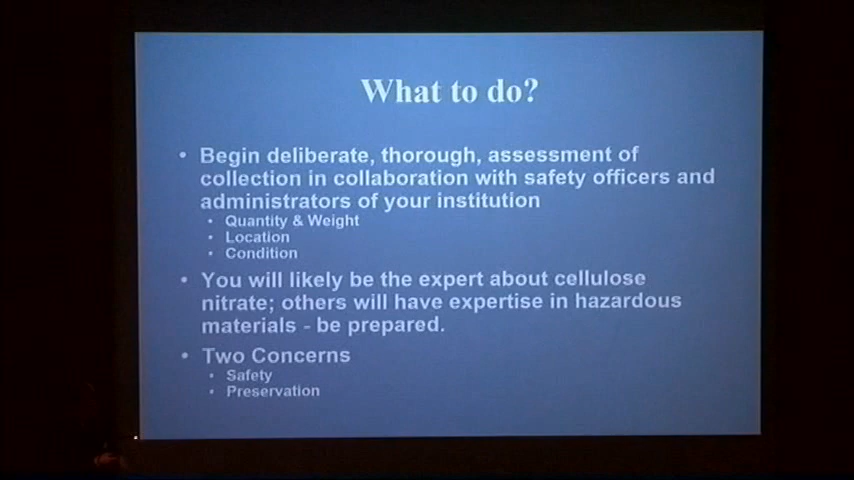 What to do?
• Begin deliberate, thorough, assessment of
collection in collaboration with safety officers and
administrators of your institution
• Quantity & Weight
• Location
• Condition
• You will likely be the expert about cellulose
nitrate; others will have expertise in hazardous
materials - be prepared.
• Two Concerns
• Safety
• Preservation